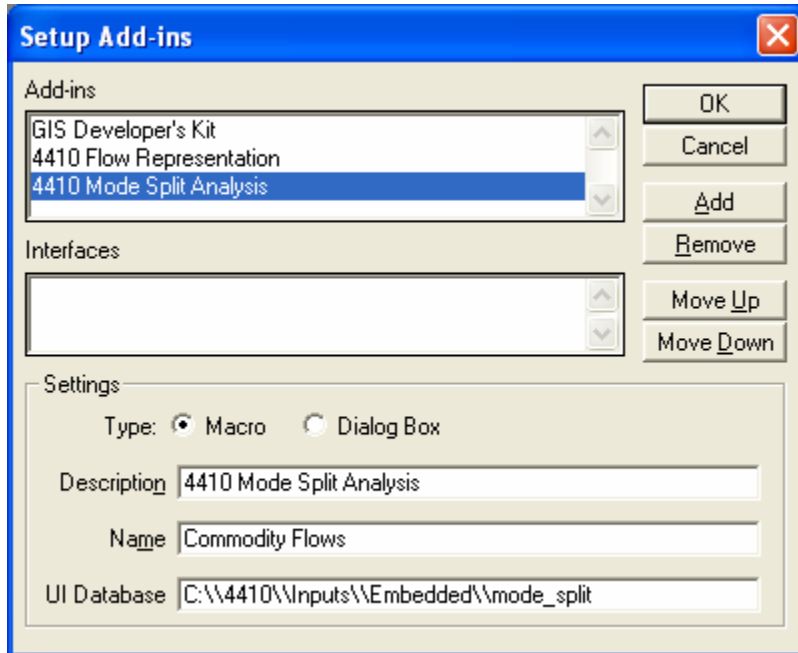 Setup Add-ins
Add-ins
GIS Developer's Kit
4410 Flow Representation
4410 Mode Split Analysis
Interfaces
OK
Cancel
Add
Remove
Move Up
Move Down
Settings
Type: Macro Dialog Box
Description 4410 Mode Split Analysis
Name Commodity Flows
UI Database C:\\4410\\Inputs\\Embedded\\mode_split